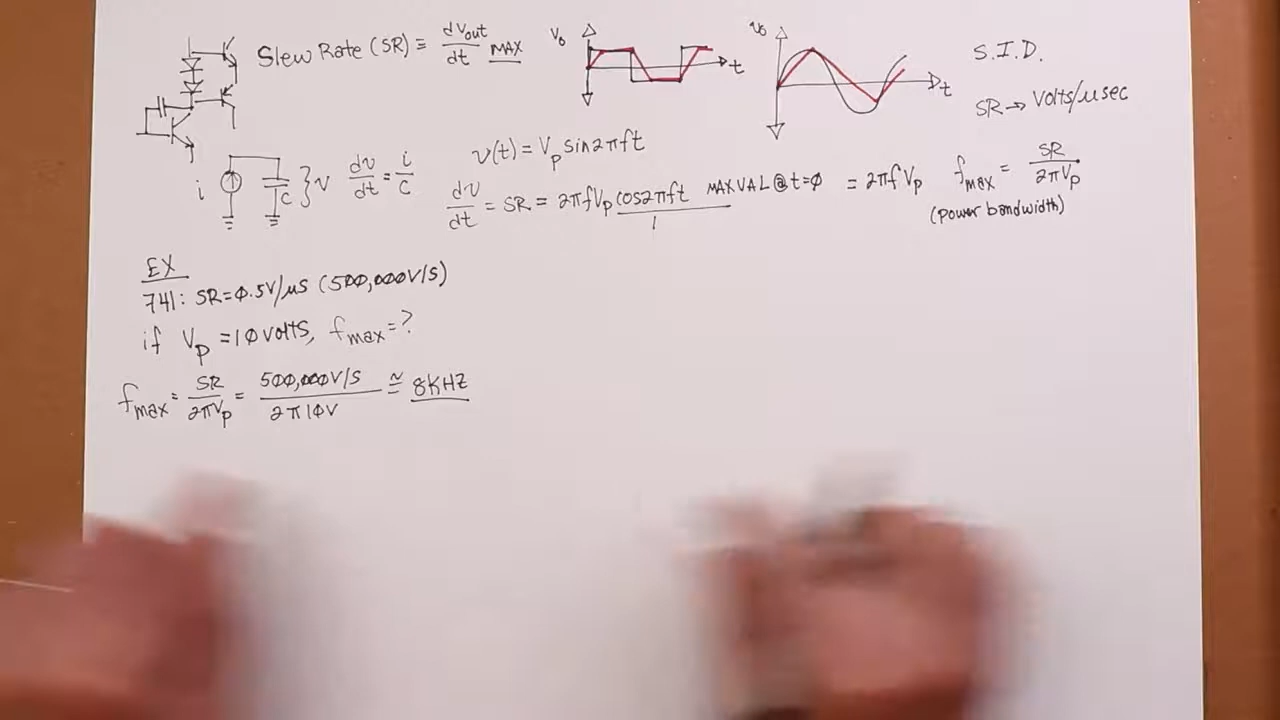 Slew Rate (SR) ≡ dvout/dt MAX
Vo
t
vo
t
S.I.D.
SR → Volts/μsec
i
C
} v
dv/dt = i/C
v(t) = Vp sin2πft
dv/dt = SR = 2πfVp cos2πft MAX VAL @ t=0 = 2πfVp
1
fmax = SR/2πVp
(power bandwidth)
EX
741: SR=0.5V/μs (500,000V/S)
if Vp = 10 volts, fmax = ?
fmax = SR/2πVp = 500,000V/S / 2π10V ≅ 8KHZ